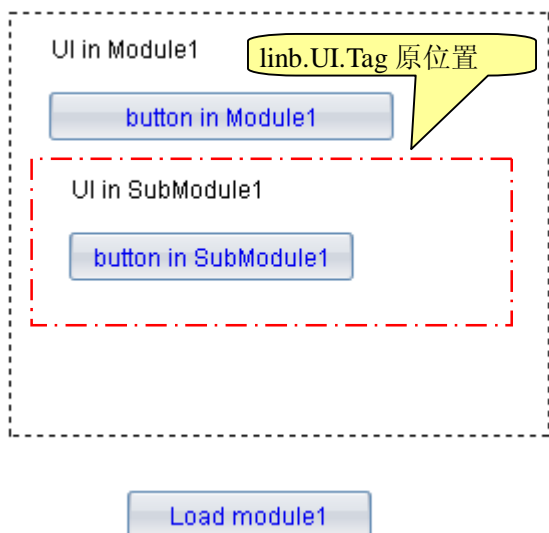 UI in Module1
linb.UI.Tag 原位置
button in Module1
UI in SubModule1
button in SubModule1
Load module1